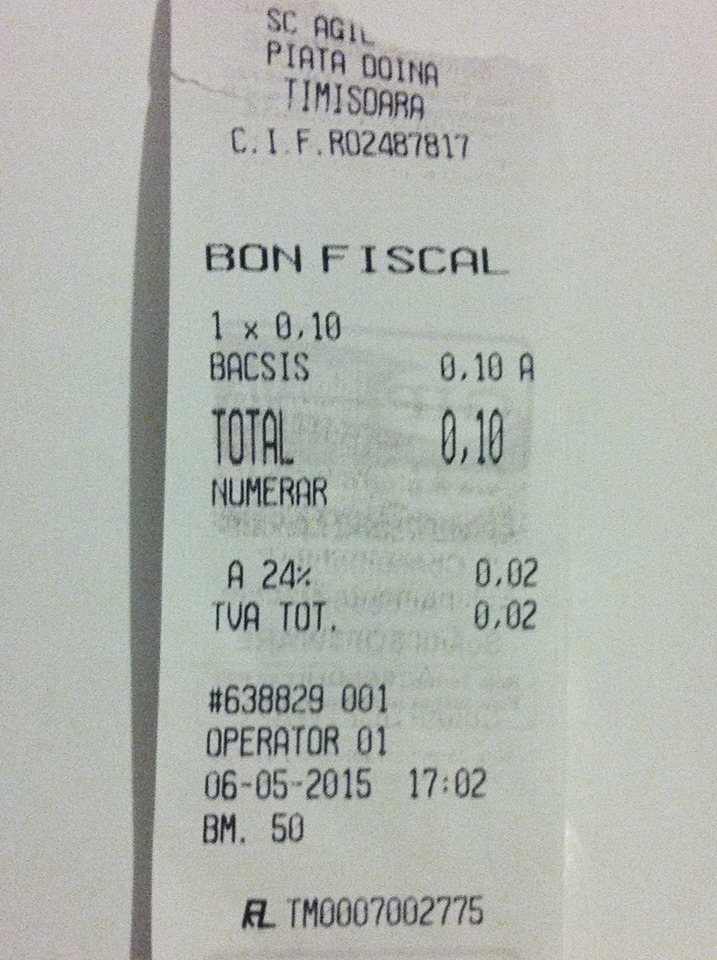 SC AGIL
PIATA DOINA
TIMISOARA
C.I.F.RO2487817
BON FISCAL
1 x 0,10
BACSIS 0,10 A
TOTAL 0,10
NUMERAR
A 24% 0,02
TVA TOT. 0,02
#638829 001
OPERATOR 01
06-05-2015 17:02
BM. 50
TM0007002775